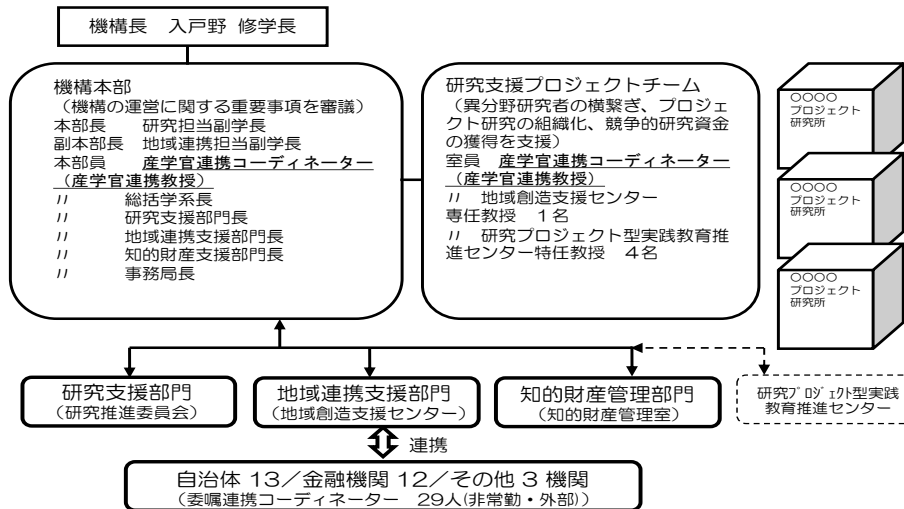 機構長　入戸野 修学長
機構本部
（機構の運営に関する重要事項を審議）
本部長　研究担当副学長
副本部長　地域連携担当副学長
本部員　産学官連携コーディネーター
（産学官連携教授）
〃　総括学系長
〃　研究支援部門長
〃　地域連携支援部門長
〃　知的財産支援部門長
〃　事務局長
研究支援プロジェクトチーム
（異分野研究者の横繋ぎ、プロジェ
クト研究の組織化、競争的研究資金
の獲得を支援）
室員　産学官連携コーディネーター
（産学官連携教授）
〃　地域創造支援センター
専任教授　１名
〃　研究プロジェクト型実践教育推
進センター特任教授　４名
〇〇〇〇
プロジェクト
研究所
〇〇〇〇
プロジェクト
研究所
〇〇〇〇
プロジェクト
研究所
研究支援部門
（研究推進委員会）
地域連携支援部門
（地域創造支援センター）
知的財産管理部門
（知的財産管理室）
研究ﾌﾟﾛｼﾞｪｸﾄ型実践
教育推進センター
連携
自治体 13／金融機関 12／その他 3 機関
（委嘱連携コーディネーター　29人(非常勤・外部)）